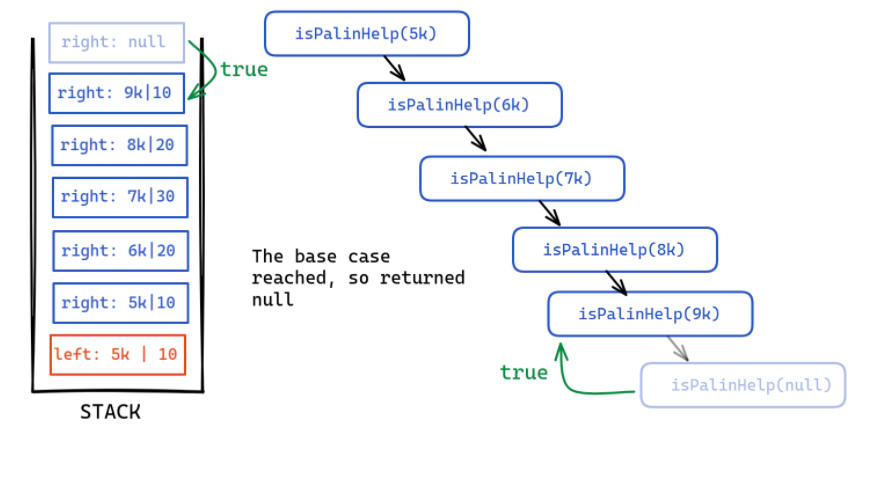 right: null
true
right: 9k|10
right: 8k|20
right: 7k|30
right: 6k|20
right: 5k|10
left: 5k | 10
STACK
isPalinHelp(5k)
isPalinHelp(6k)
isPalinHelp(7k)
isPalinHelp(8k)
isPalinHelp(9k)
isPalinHelp(null)
true
The base case
reached, so returned
null